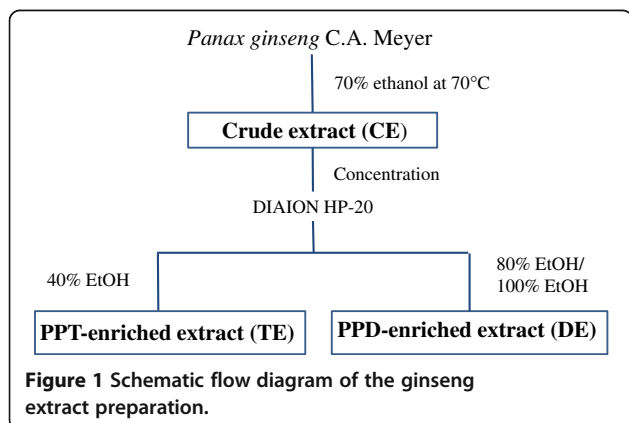 Panax ginseng C.A. Meyer
70% ethanol at 70°C
Crude extract (CE)
Concentration
DIAION HP-20
40% EtOH
80% EtOH/
100% EtOH
PPT-enriched extract (TE)
PPD-enriched extract (DE)
Figure 1 Schematic flow diagram of the ginseng
extract preparation.